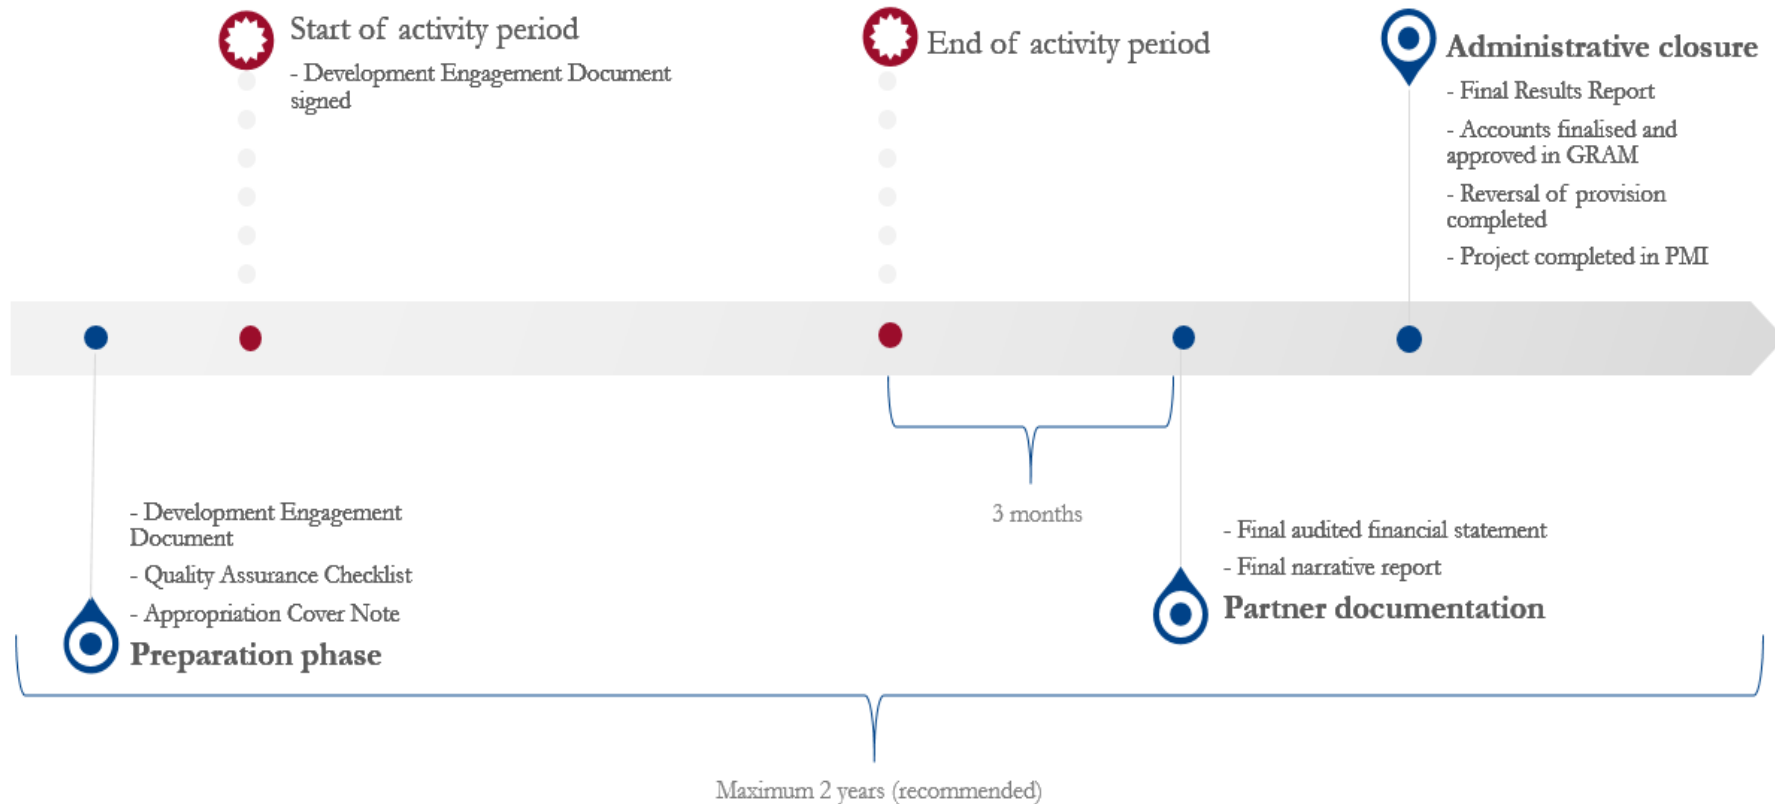 Start of activity period
- Development Engagement Document
signed
End of activity period
Administrative closure
- Final Results Report
- Accounts finalised and
approved in GRAM
- Reversal of provision
completed
- Project completed in PMI
- Development Engagement
Document
- Quality Assurance Checklist
- Appropriation Cover Note
Preparation phase
3 months
- Final audited financial statement
- Final narrative report
Partner documentation
Maximum 2 years (recommended)